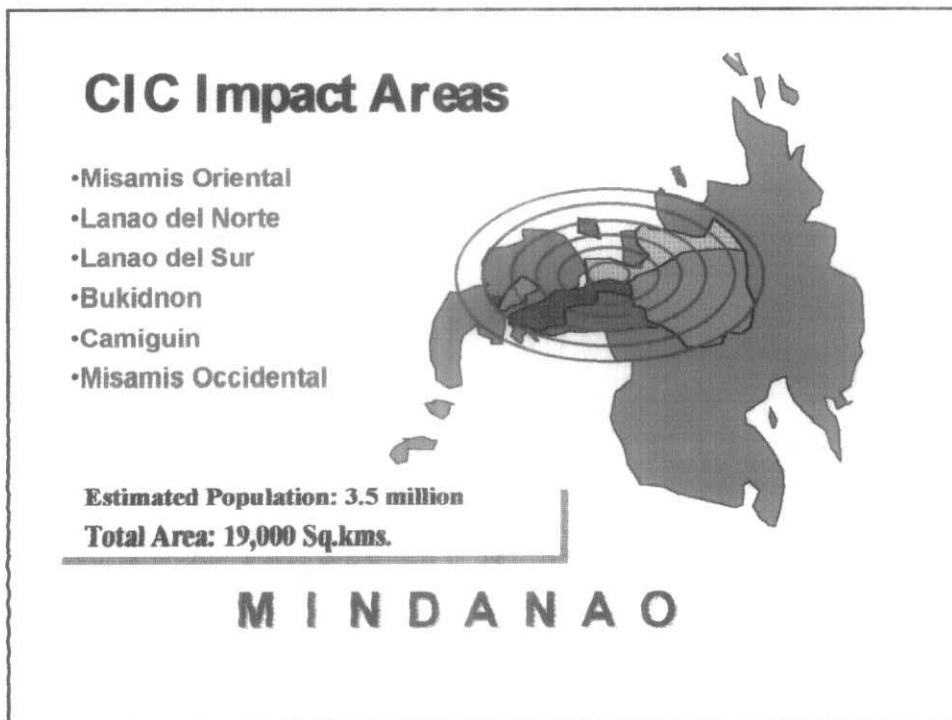 CIC Impact Areas
•Misamis Oriental
•Lanao del Norte
•Lanao del Sur
•Bukidnon
•Camiguin
•Misamis Occidental
Estimated Population: 3.5 million
Total Area: 19,000 Sq.kms.
MINDANAO